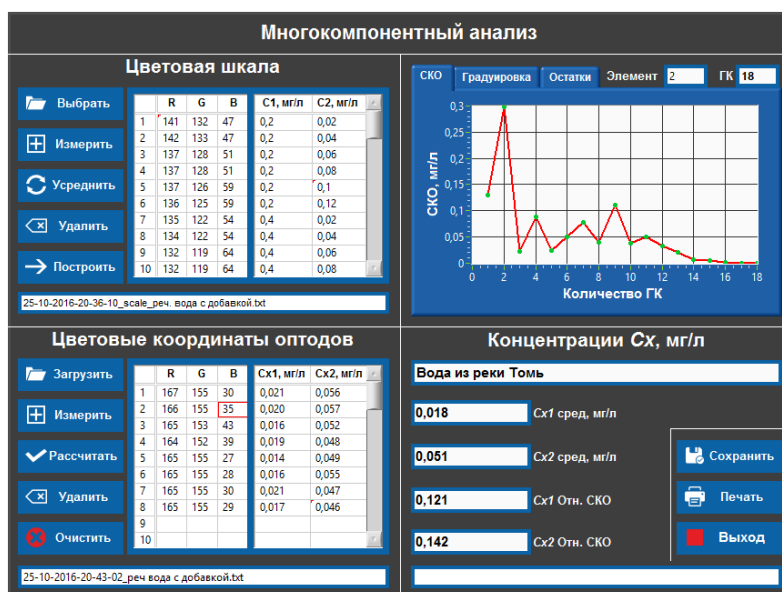 Многокомпонентный анализ
Цветовая шкала
Выбрать
Измерить
Усреднить
Удалить
Построить
R G B C1, мг/л C2, мг/л
1 141 132 47 0,2 0,02
2 142 133 47 0,2 0,04
3 137 128 51 0,2 0,06
4 137 128 51 0,2 0,08
5 137 126 59 0,2 0,1
6 136 125 59 0,2 0,12
7 135 122 54 0,4 0,02
8 134 122 54 0,4 0,04
9 132 119 64 0,4 0,06
10 132 119 64 0,4 0,08
25-10-2016-20-36-10_scale_реч. вода с добавкой.txt
СКО Градуировка Остатки Элемент 2 ГК 18
СКО, мг/л
0,3
0,25
0,2
0,15
0,1
0,05
0
0 2 4 6 8 10 12 14 16 18
Количество ГК
Цветовые координаты оптодов
Загрузить
Измерить
Рассчитать
Удалить
Очистить
R G B Cx1, мг/л Cx2, мг/л
1 167 155 30 0,021 0,056
2 166 155 35 0,020 0,057
3 165 153 43 0,016 0,052
4 164 152 39 0,019 0,048
5 165 155 27 0,014 0,049
6 165 155 28 0,016 0,055
7 165 155 30 0,021 0,047
8 165 155 29 0,017 0,046
9
10
25-10-2016-20-43-02_реч вода с добавкой.txt
Концентрации Cx, мг/л
Вода из реки Томь
0,018 Cx1 сред, мг/л
0,051 Cx2 сред, мг/л
0,121 Cx1 Отн. СКО
0,142 Cx2 Отн. СКО
Сохранить
Печать
Выход